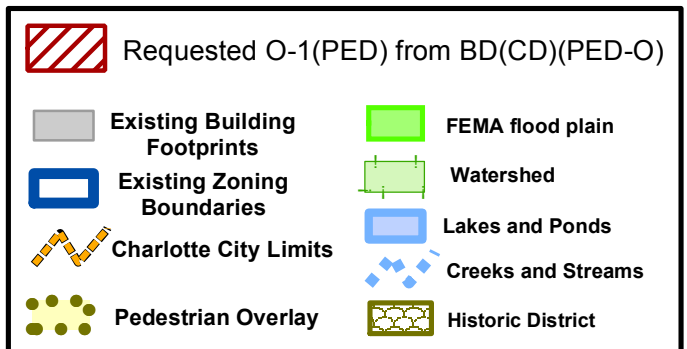 Requested O-1(PED) from BD(CD)(PED-O)
Existing Building
Footprints
Existing Zoning
Boundaries
Charlotte City Limits
Pedestrian Overlay
FEMA flood plain
Watershed
Lakes and Ponds
Creeks and Streams
Historic District